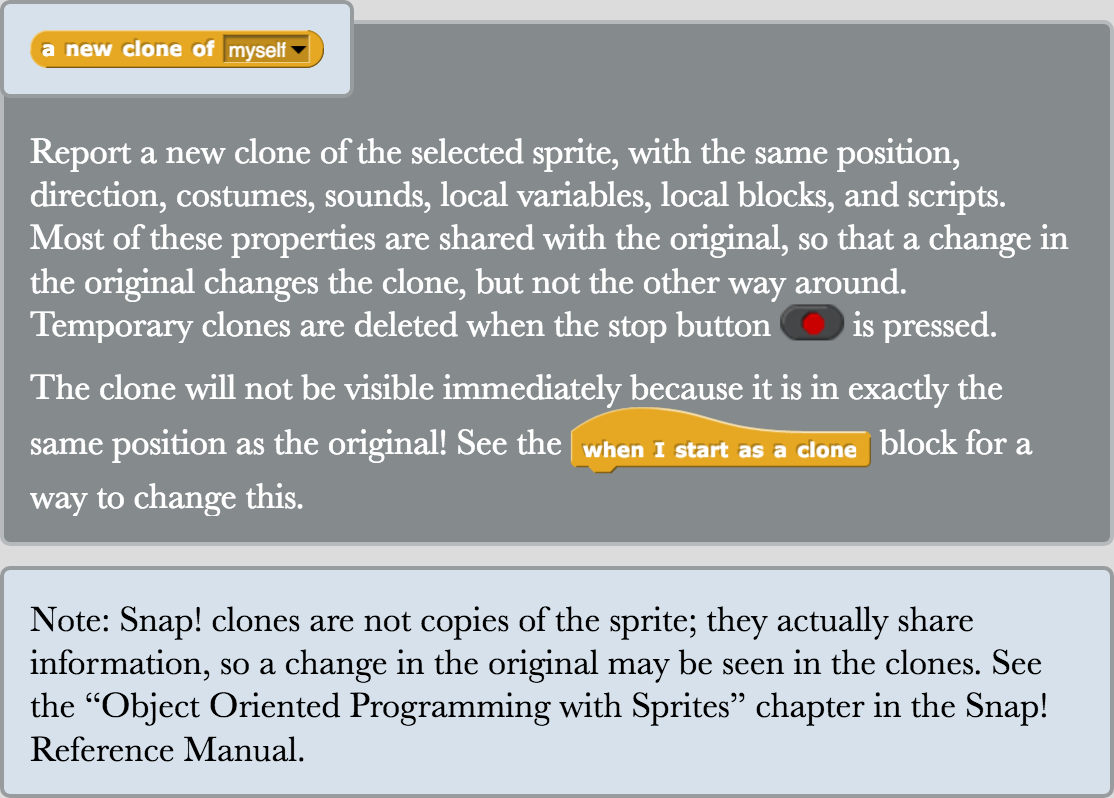 a new clone of myself
Report a new clone of the selected sprite, with the same position,
direction, costumes, sounds, local variables, local blocks, and scripts.
Most of these properties are shared with the original, so that a change in
the original changes the clone, but not the other way around.
Temporary clones are deleted when the stop button is pressed.
The clone will not be visible immediately because it is in exactly the
same position as the original! See the when I start as a clone block for a
way to change this.
Note: Snap! clones are not copies of the sprite; they actually share
information, so a change in the original may be seen in the clones. See
the “Object Oriented Programming with Sprites” chapter in the Snap!
Reference Manual.